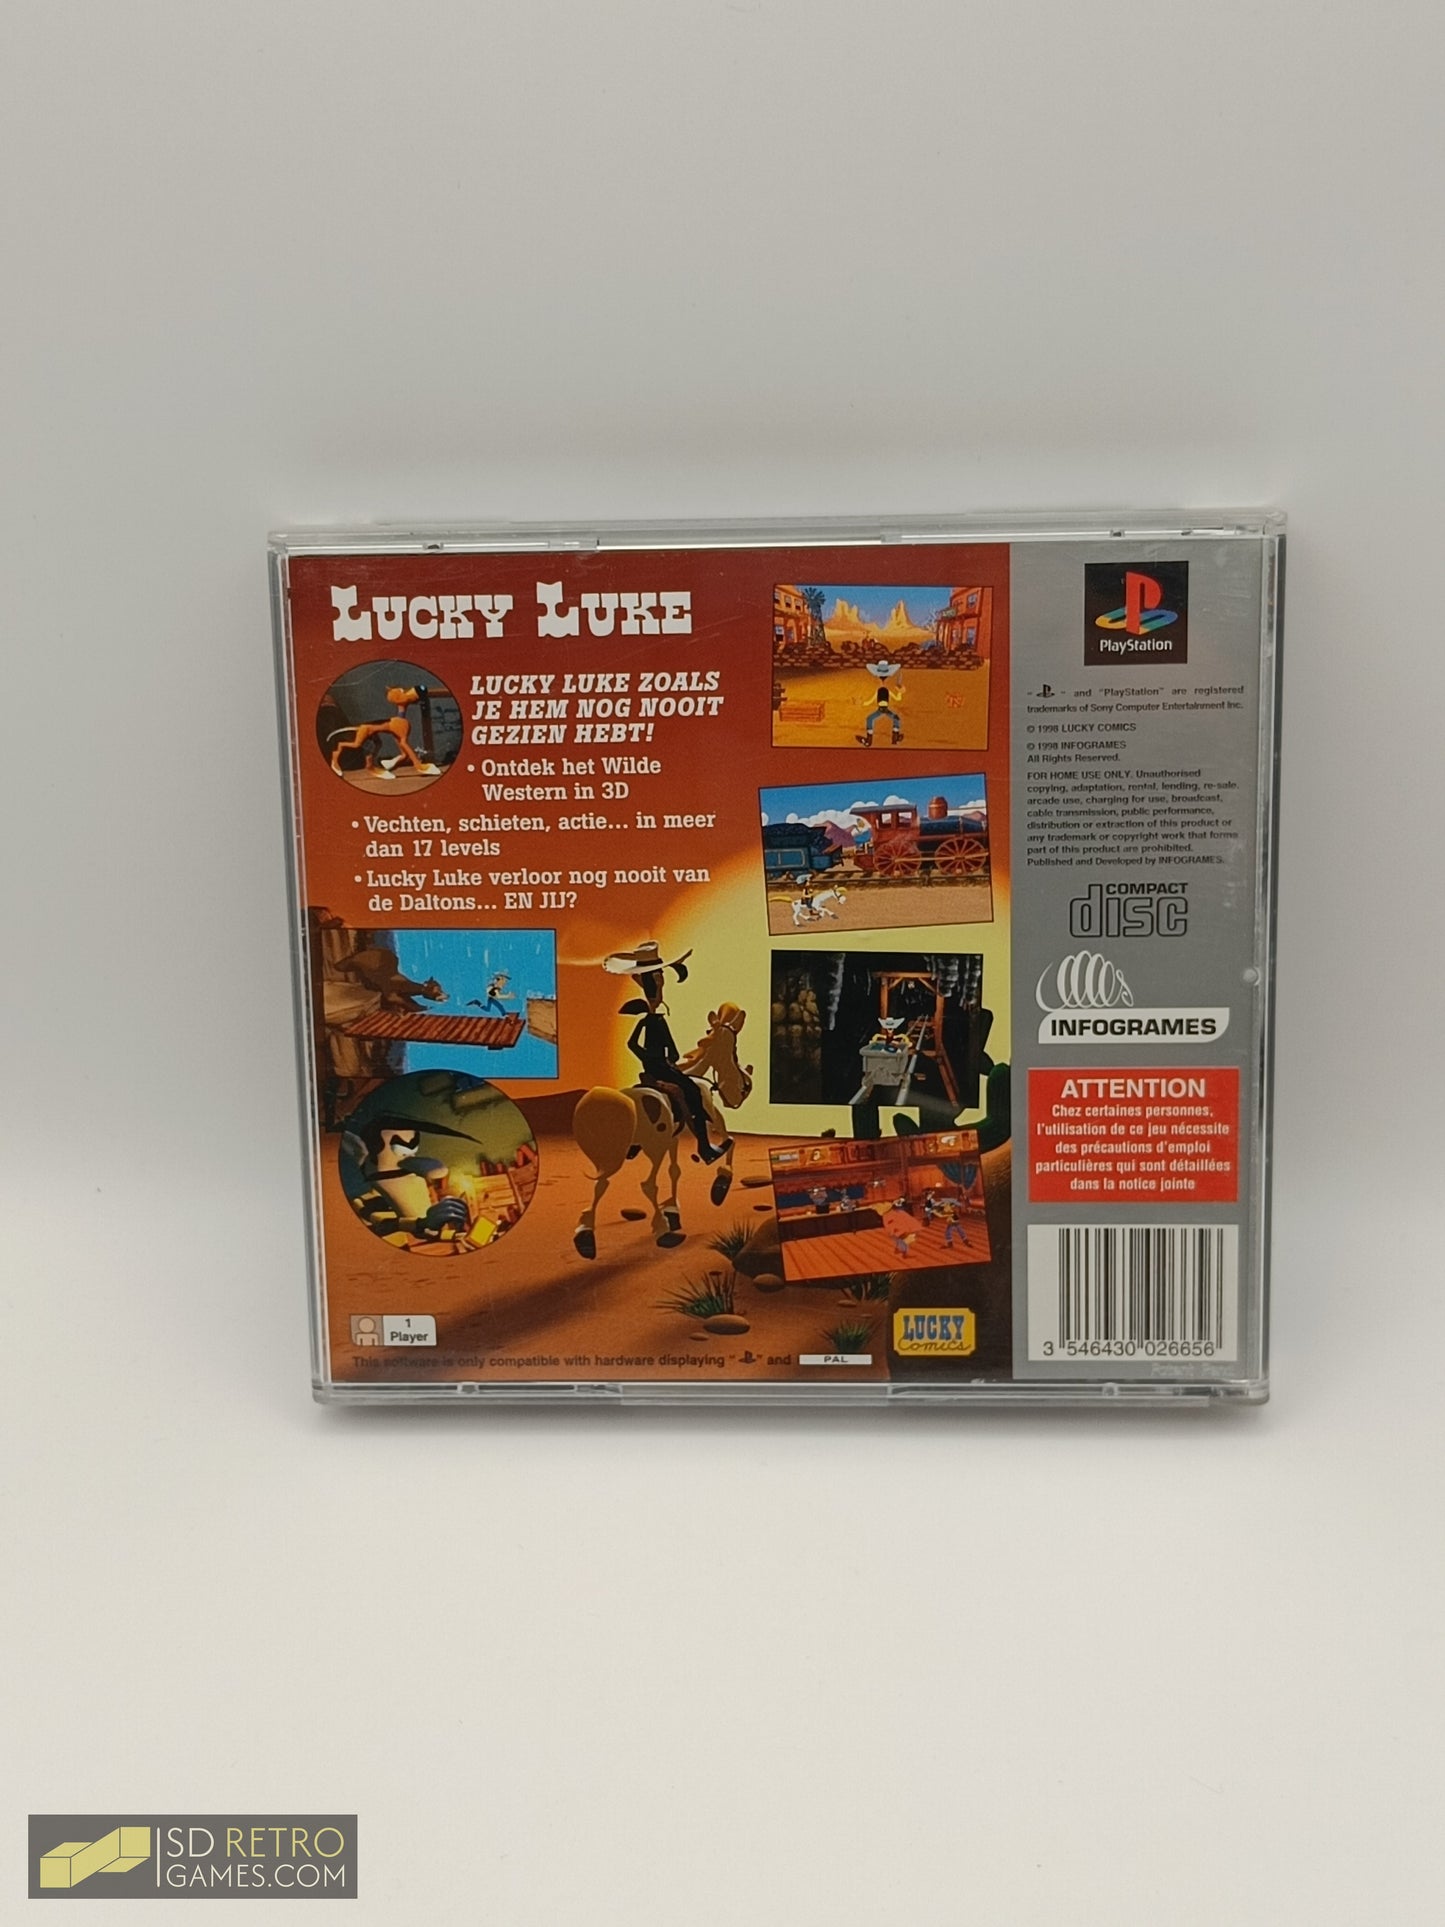 LUCKY LUKE
LUCKY LUKE ZOALS
JE HEM NOG NOOIT
GEZIEN HEBT!
• Ontdek het Wilde
Western in 3D
• Vechten, schieten, actie... in meer
dan 17 levels
• Lucky Luke verloor nog nooit van
de Daltons... EN JIJ?
1
Player
This software is only compatible with hardware displaying " " and PAL
LUCKY
Comics
PlayStation
" " and "PlayStation" are registered
trademarks of Sony Computer Entertainment Inc.
© 1998 LUCKY COMICS
© 1998 INFOGRAMES
All Rights Reserved.
FOR HOME USE ONLY. Unauthorised
copying, adaptation, rental, lending, re-sale,
arcade use, charging for use, broadcast,
cable transmission, public performance,
distribution or extraction of this product or
any trademark or copyright work that forms
part of this product are prohibited.
Published and Developed by INFOGRAMES.
COMPACT
disc
INFOGRAMES
ATTENTION
Chez certaines personnes,
l'utilisation de ce jeu nécessite
des précautions d'emploi
particulières qui sont détaillées
dans la notice jointe
3 546430 026656
SD RETRO
GAMES.COM